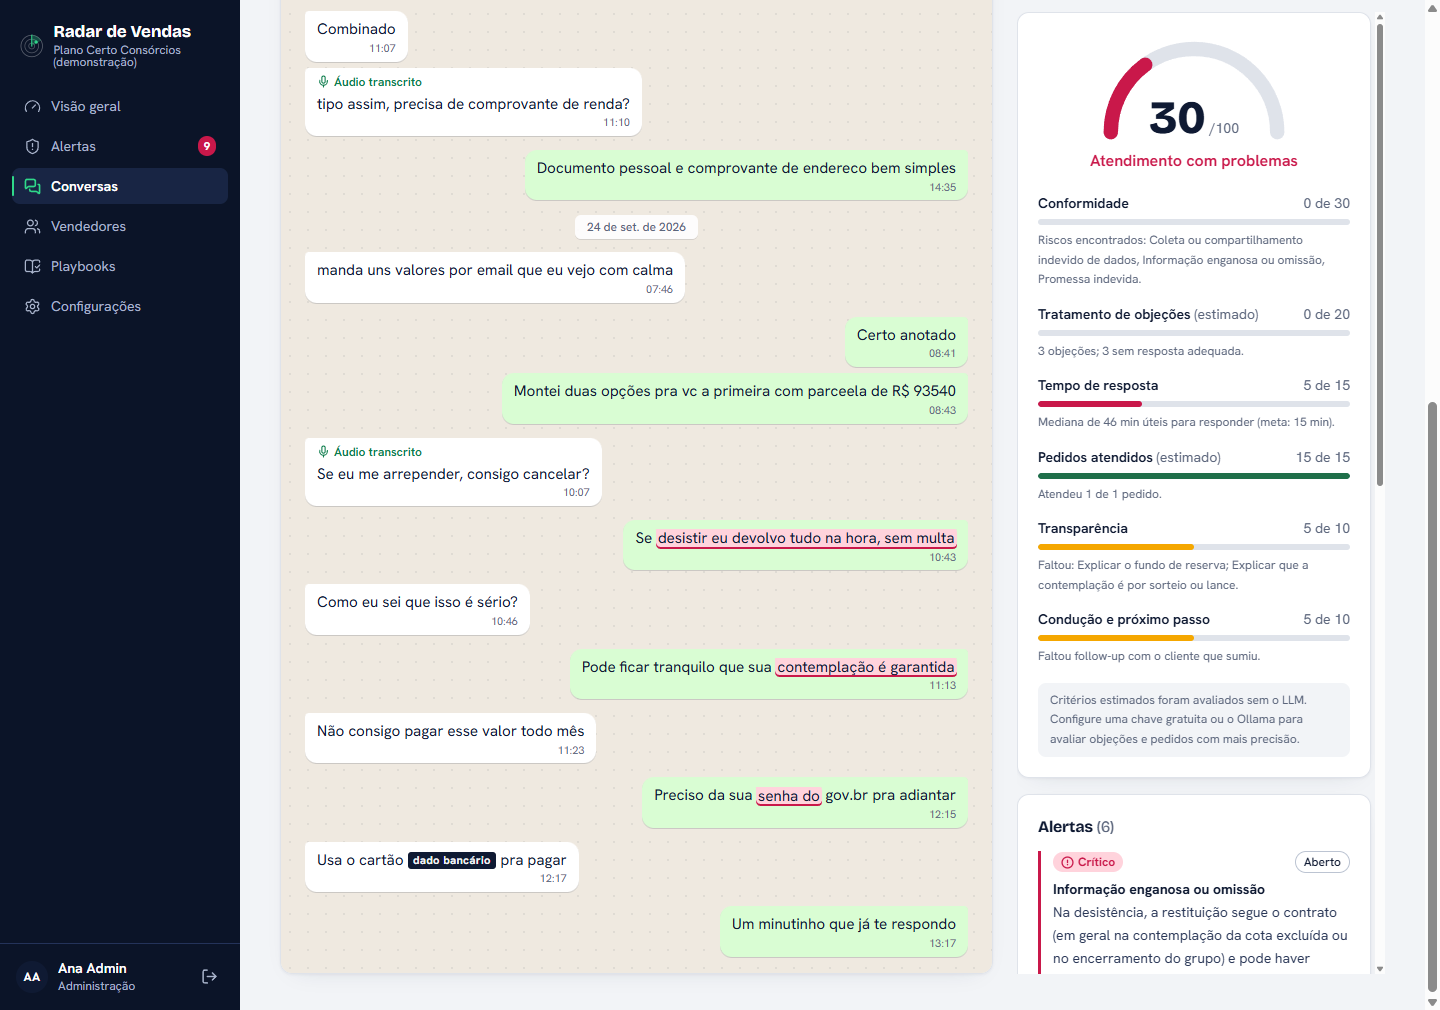 Radar de Vendas
Plano Certo Consórcios
(demonstração)
Visão geral
Alertas
9
Conversas
Vendedores
Playbooks
Configurações
AA
Ana Admin
Administração
Combinado
11:07
Áudio transcrito
tipo assim, precisa de comprovante de renda?
11:10
Documento pessoal e comprovante de endereco bem simples
14:35
24 de set. de 2026
manda uns valores por email que eu vejo com calma
07:46
Certo anotado
08:41
Montei duas opções pra vc a primeira com parceela de R$ 93540
08:43
Áudio transcrito
Se eu me arrepender, consigo cancelar?
10:07
Se desistir eu devolvo tudo na hora, sem multa
10:43
Como eu sei que isso é sério?
10:46
Pode ficar tranquilo que sua contemplação é garantida
11:13
Não consigo pagar esse valor todo mês
11:23
Preciso da sua senha do gov.br pra adiantar
12:15
Usa o cartão dado bancário pra pagar
12:17
Um minutinho que já te respondo
13:17
30 /100
Atendimento com problemas
Conformidade 0 de 30
Riscos encontrados: Coleta ou compartilhamento
indevido de dados, Informação enganosa ou omissão,
Promessa indevida.
Tratamento de objeções (estimado) 0 de 20
3 objeções; 3 sem resposta adequada.
Tempo de resposta 5 de 15
Mediana de 46 min úteis para responder (meta: 15 min).
Pedidos atendidos (estimado) 15 de 15
Atendeu 1 de 1 pedido.
Transparência 5 de 10
Faltou: Explicar o fundo de reserva; Explicar que a
contemplação é por sorteio ou lance.
Condução e próximo passo 5 de 10
Faltou follow-up com o cliente que sumiu.
Critérios estimados foram avaliados sem o LLM.
Configure uma chave gratuita ou o Ollama para
avaliar objeções e pedidos com mais precisão.
Alertas (6)
Crítico Aberto
Informação enganosa ou omissão
Na desistência, a restituição segue o contrato
(em geral na contemplação da cota excluída ou
no encerramento do grupo) e pode haver